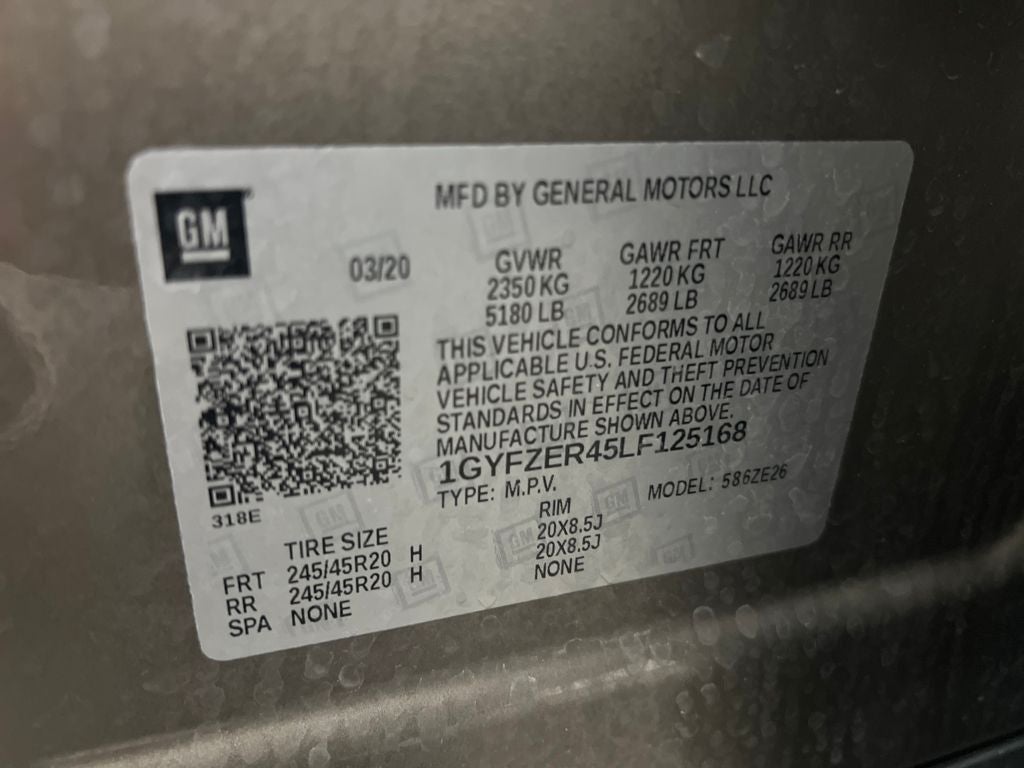 GM
MFD BY GENERAL MOTORS LLC
03/20
GVWR GAWR FRT GAWR RR
2350 KG 1220 KG 1220 KG
5180 LB 2689 LB 2689 LB
THIS VEHICLE CONFORMS TO ALL
APPLICABLE U.S. FEDERAL MOTOR
VEHICLE SAFETY AND THEFT PREVENTION
STANDARDS IN EFFECT ON THE DATE OF
MANUFACTURE SHOWN ABOVE.
1GYFZER45LF125168
TYPE: M.P.V. MODEL: 586ZE26
318E
TIRE SIZE RIM
FRT 245/45R20 H 20X8.5J
RR 245/45R20 H 20X8.5J
SPA NONE NONE